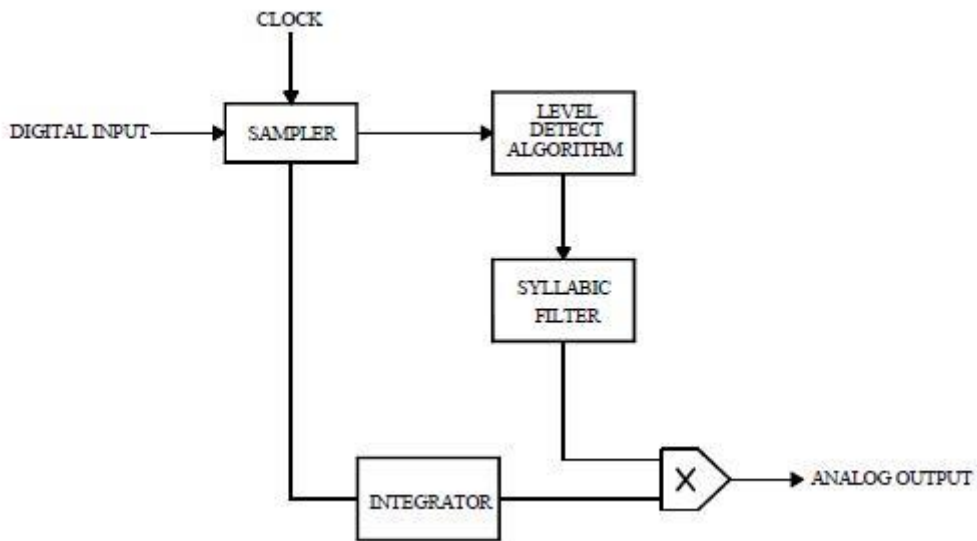 CLOCK
DIGITAL INPUT
SAMPLER
LEVEL
DETECT
ALGORITHM
SYLLABIC
FILTER
INTEGRATOR
X
ANALOG OUTPUT